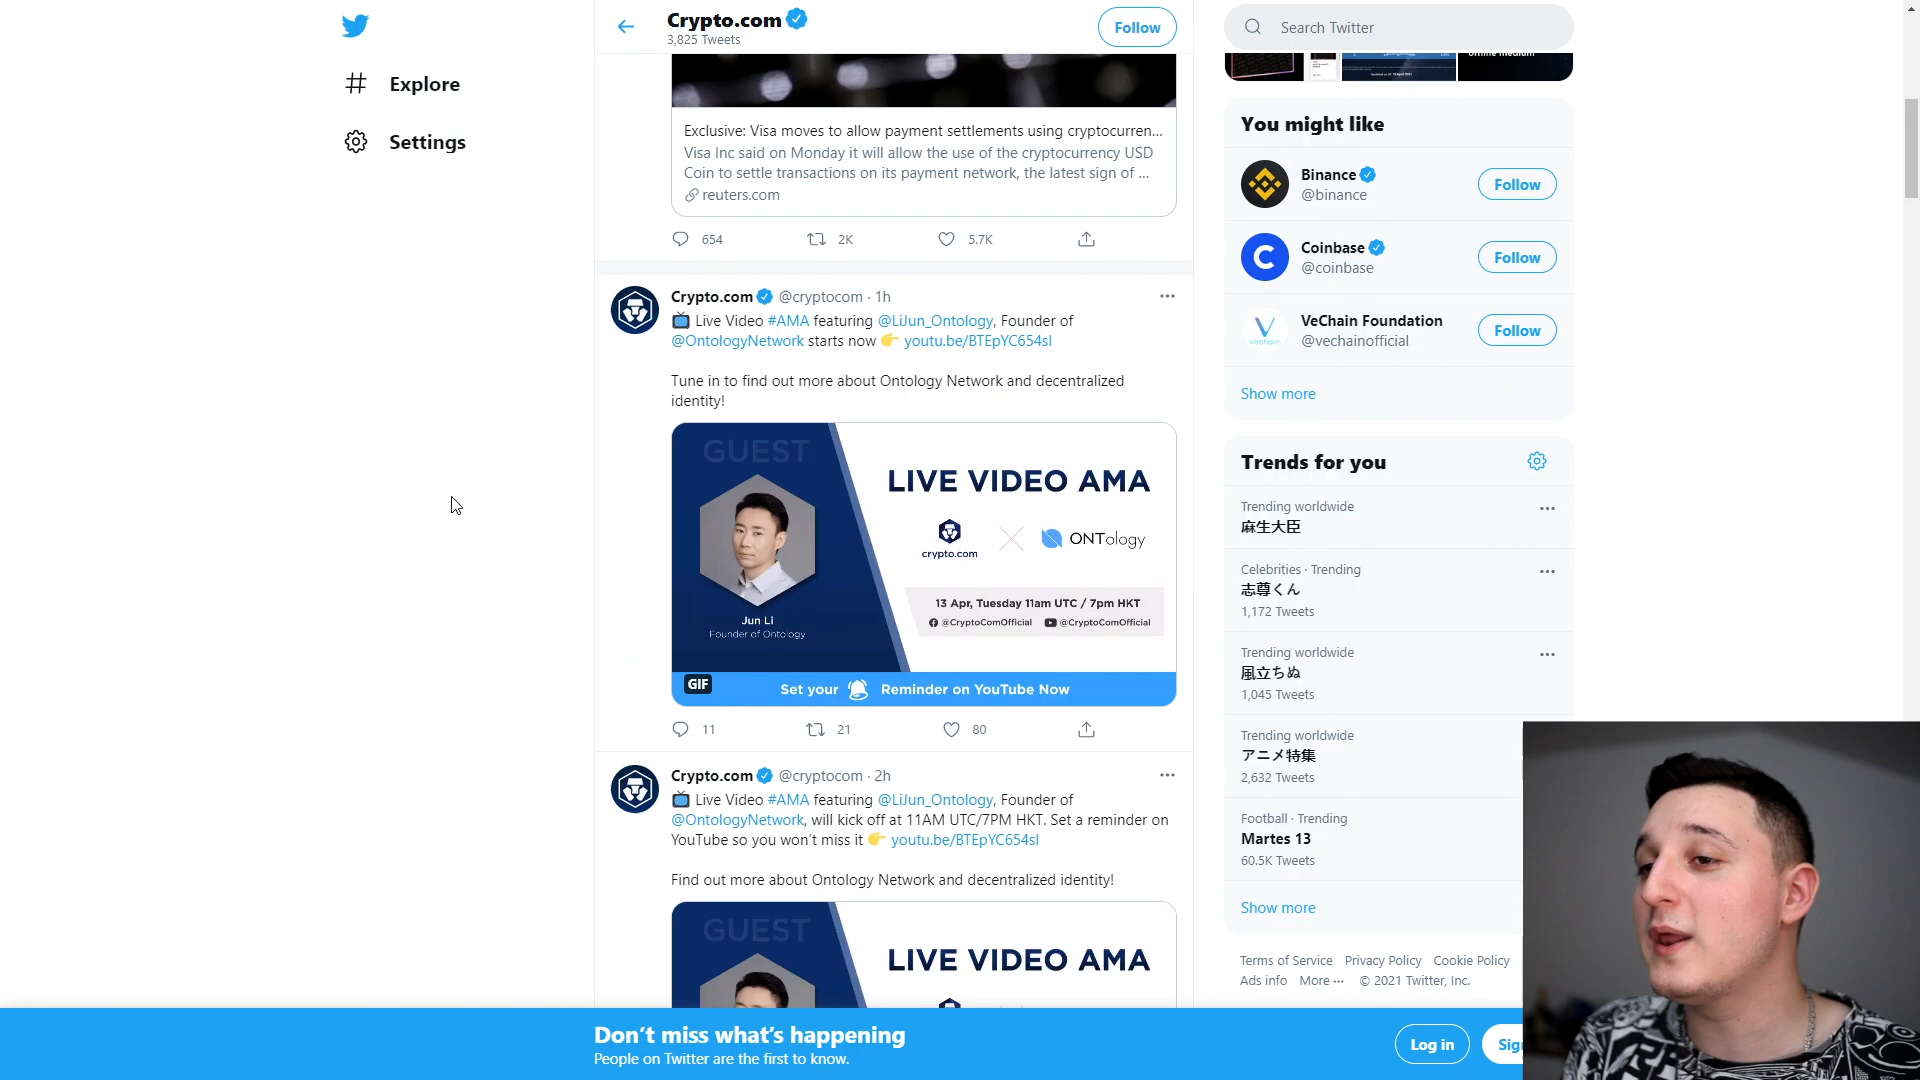 Explore
Settings
Crypto.com
3,825 Tweets
Follow
Exclusive: Visa moves to allow payment settlements using cryptocurren...
Visa Inc said on Monday it will allow the use of the cryptocurrency USD
Coin to settle transactions on its payment network, the latest sign of ...
reuters.com
654
2K
5.7K
Crypto.com @cryptocom · 1h
Live Video #AMA featuring @LiJun_Ontology, Founder of
@OntologyNetwork starts now 👉 youtu.be/BTEpYC654sI
Tune in to find out more about Ontology Network and decentralized
identity!
GUEST
Jun Li
Founder of Ontology
LIVE VIDEO AMA
crypto.com
ONTology
13 Apr, Tuesday 11am UTC / 7pm HKT
@CryptoComOfficial
@CryptoComOfficial
GIF
Set your Reminder on YouTube Now
11
21
80
Crypto.com @cryptocom · 2h
Live Video #AMA featuring @LiJun_Ontology, Founder of
@OntologyNetwork, will kick off at 11AM UTC/7PM HKT. Set a reminder on
YouTube so you won't miss it 👉 youtu.be/BTEpYC654sI
Find out more about Ontology Network and decentralized identity!
GUEST
LIVE VIDEO AMA
Search Twitter
You might like
Binance
@binance
Follow
Coinbase
@coinbase
Follow
VeChain Foundation
@vechainofficial
Follow
Show more
Trends for you
Trending worldwide
麻生大臣
Celebrities · Trending
志尊くん
1,172 Tweets
Trending worldwide
風立ちぬ
1,045 Tweets
Trending worldwide
アニメ特集
2,632 Tweets
Football · Trending
Martes 13
60.5K Tweets
Show more
Terms of Service Privacy Policy Cookie Policy
Ads info More ··· © 2021 Twitter, Inc.
Don't miss what's happening
People on Twitter are the first to know.
Log in